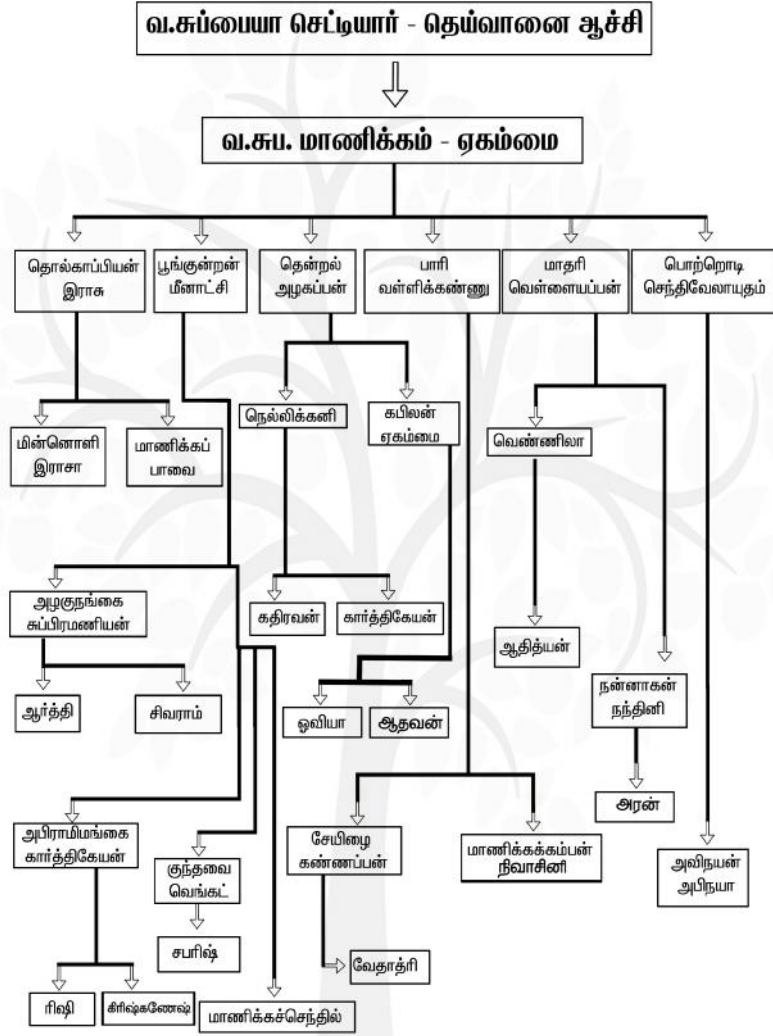 வ.சுப்பையா செட்டியார் - தெய்வானை ஆச்சி
வ.சுப. மாணிக்கம் - ஏகம்மை
தொல்காப்பியன்
இராசு
பூங்குன்றன்
மீனாட்சி
தென்றல்
அழகப்பன்
பாரி
வள்ளிக்கண்ணு
மாதரி
வெள்ளையப்பன்
பொற்றொடி
செந்திவேலாயுதம்
மின்னொளி
இராசா
மாணிக்கப்
பாவை
நெல்லிக்கனி
கபிலன்
ஏகம்மை
வெண்ணிலா
அழகுநங்கை
சுப்பிரமணியன்
கதிரவன்
கார்த்திகேயன்
ஆதித்யன்
நன்னாகன்
நந்தினி
ஆர்த்தி
சிவராம்
ஓவியா
ஆதவன்
அரன்
அபிராமிமங்கை
கார்த்திகேயன்
குந்தவை
வெங்கட்
சேயிழை
கண்ணப்பன்
மாணிக்கக்கம்பன்
நிவாசினி
அவிநயன்
அபிநயா
சபரிஷ்
வேதாத்ரி
ரிஷி
கிரிஷ்கணேஷ்
மாணிக்கச்செந்தில்